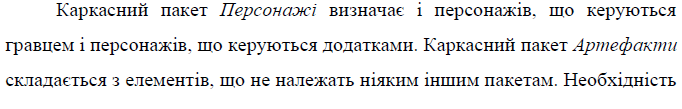 Каркасний пакет Персонажі визначає і персонажів, що керуються
гравцем і персонажів, що керуються додатками. Каркасний пакет Артефакти
складається з елементів, що не належать ніяким іншим пакетам. Необхідність